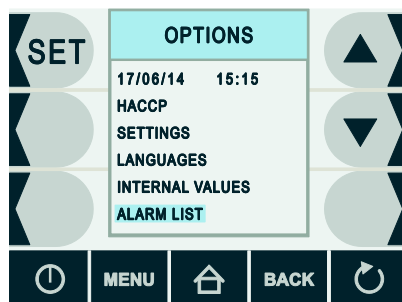 SET
OPTIONS
17/06/14 15:15
HACCP
SETTINGS
LANGUAGES
INTERNAL VALUES
ALARM LIST
MENU
BACK